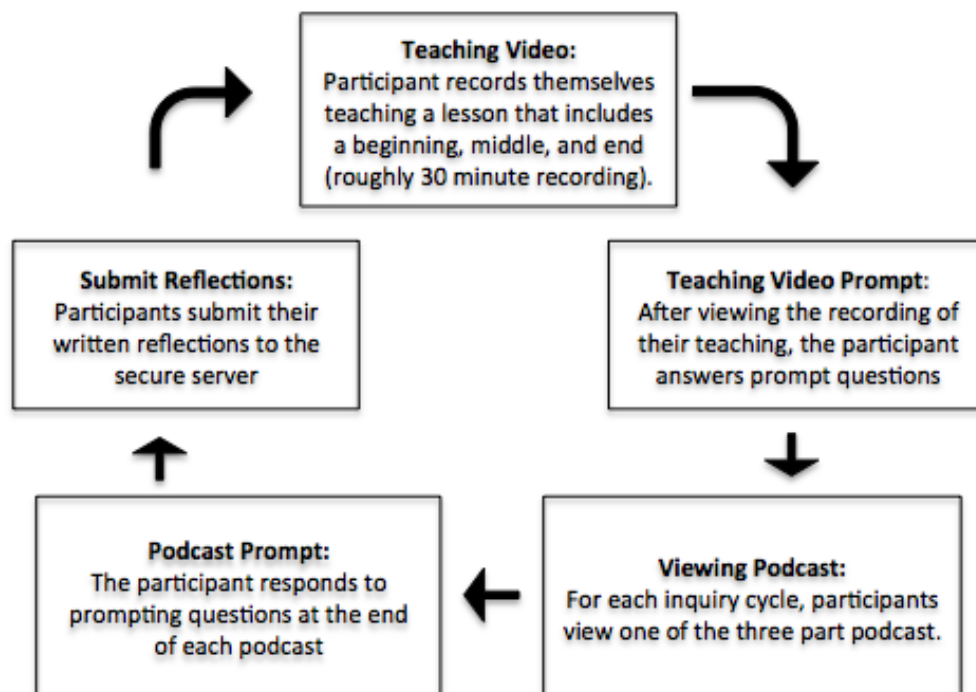 Teaching Video:
Participant records themselves
teaching a lesson that includes
a beginning, middle, and end
(roughly 30 minute recording).
Teaching Video Prompt:
After viewing the recording of
their teaching, the participant
answers prompt questions
Viewing Podcast:
For each inquiry cycle, participants
view one of the three part podcast.
Podcast Prompt:
The participant responds to
prompting questions at the end
of each podcast
Submit Reflections:
Participants submit their
written reflections to the
secure server